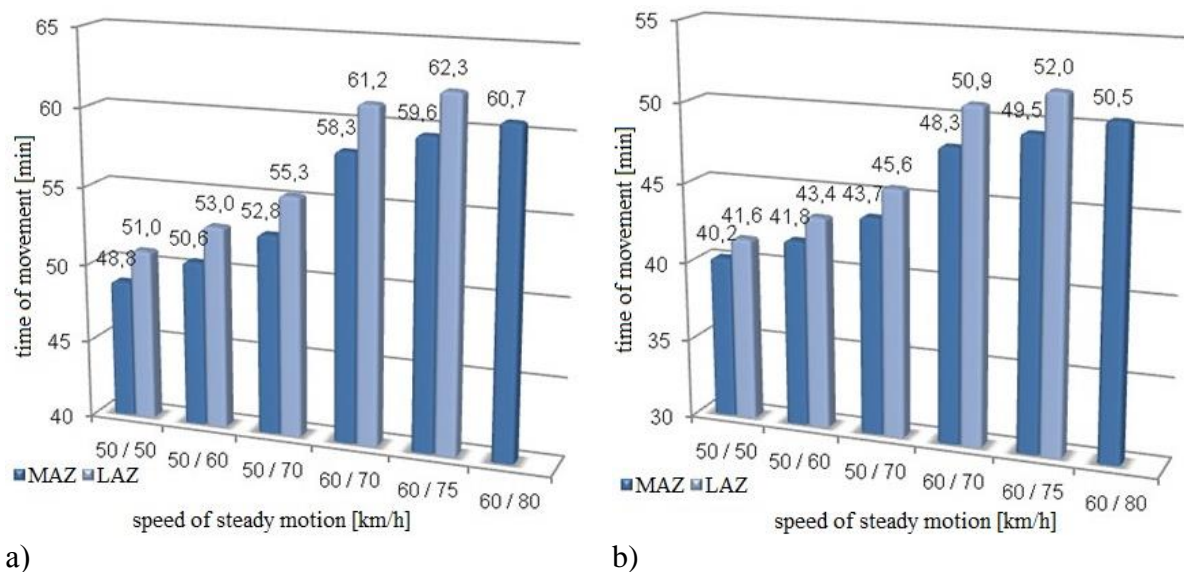 65
60
55
50
45
40
time of movement [min]
48,8
51,0
50,6
53,0
52,8
55,3
58,3
61,2
59,6
62,3
60,7
50 / 50
50 / 60
50 / 70
60 / 70
60 / 75
60 / 80
MAZ LAZ
speed of steady motion [km/h]
a)
55
50
45
40
35
30
time of movement [min]
40,2
41,6
41,8
43,4
43,7
45,6
48,3
50,9
49,5
52,0
50,5
50 / 50
50 / 60
50 / 70
60 / 70
60 / 75
60 / 80
MAZ LAZ
speed of steady motion [km/h]
b)